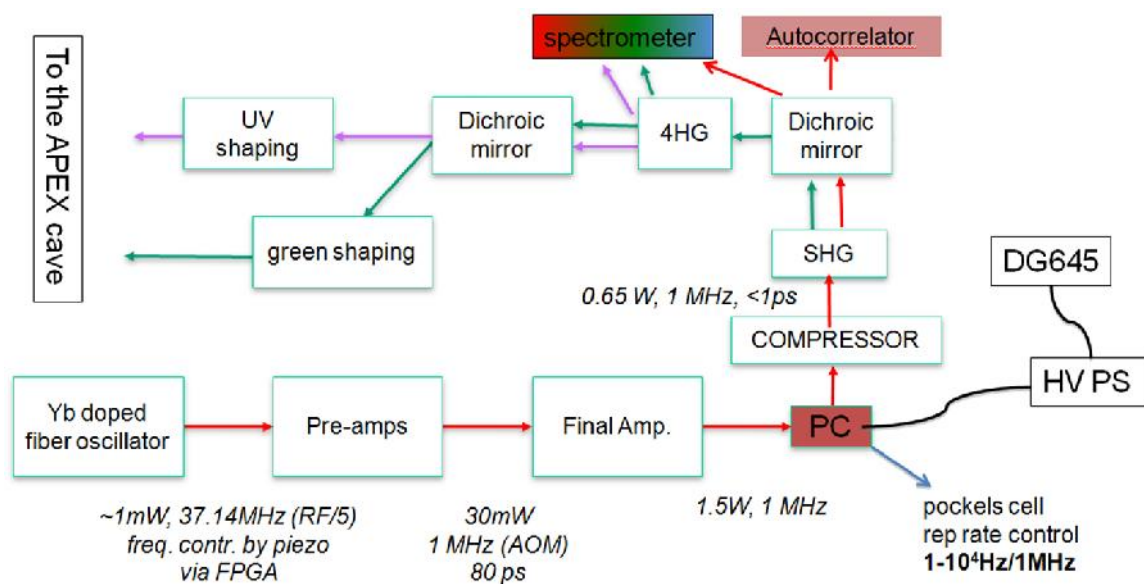 To the APEX cave
spectrometer
Autocorrelator
UV
shaping
Dichroic
mirror
4HG
Dichroic
mirror
green shaping
SHG
DG645
0.65 W, 1 MHz, <1ps
COMPRESSOR
HV PS
Yb doped
fiber oscillator
Pre-amps
Final Amp.
PC
~1mW, 37.14MHz (RF/5)
freq. contr. by piezo
via FPGA
30mW
1 MHz (AOM)
80 ps
1.5W, 1 MHz
pockels cell
rep rate control
1-10⁴Hz/1MHz